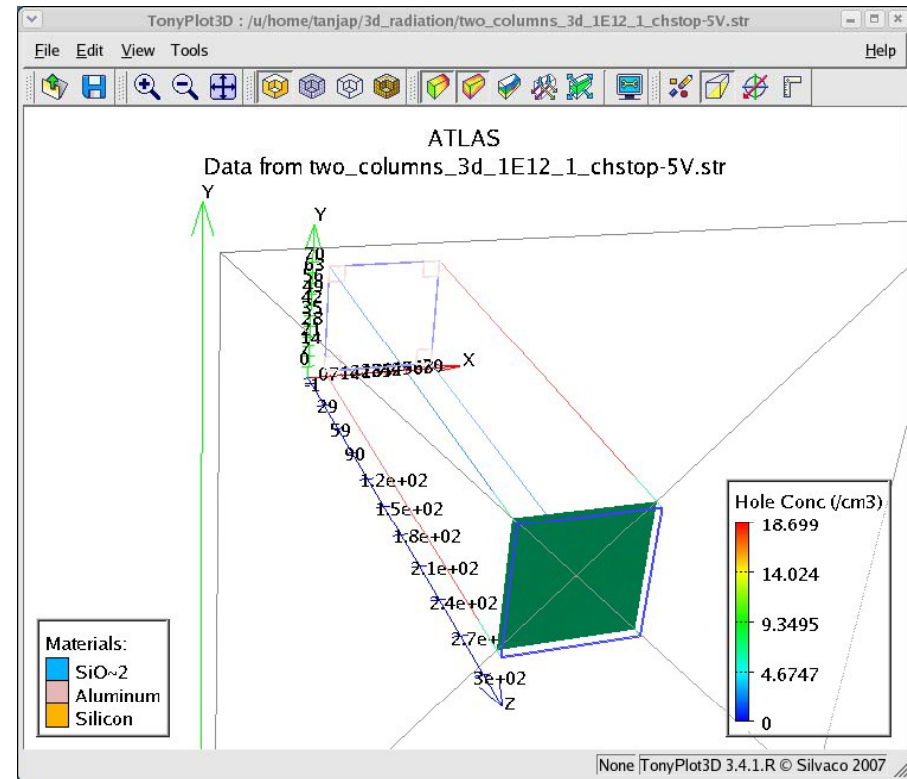 TonyPlot3D : /u/home/tanjap/3d_radiation/two_columns_3d_1E12_1_chstop-5V.str
File Edit View Tools Help
ATLAS
Data from two_columns_3d_1E12_1_chstop-5V.str
Y
Y
70
63
56
49
42
35
28
21
14
7
0
X
-1
29
59
90
1.2e+02
1.5e+02
1.8e+02
2.1e+02
2.4e+02
3e+02
Z
Hole Conc (/cm3)
18.699
14.024
9.3495
4.6747
0
Materials:
SiO~2
Aluminum
Silicon
None TonyPlot3D 3.4.1.R © Silvaco 2007